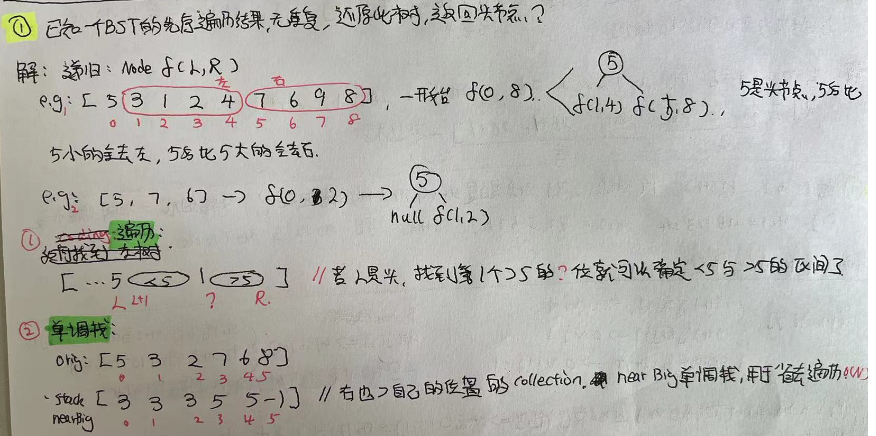 ① 已知一个BST的先序遍历结果,无重复,还原此树,返回头节点?
解: 递归: Node f(L,R)
左 右
e.g₁: [ 5 3 1 2 4 7 6 9 8 ], 一开始 f(0,8). 5 f(1,4) f(5,8)., 5是头节点,5后比
0 1 2 3 4 5 6 7 8
5小的全去左, 5后比5大的全去右.
e.g₂: [5, 7, 6] → f(0, 2) → 5
null f(1,2)
① 遍历:
[ ... 5 <5 | >5 ] // 若L是头, 找到第1个>5的?位就可以确定<5与>5的区间了
L L+1 ? R.
② 单调栈:
orig: [5 3 2 7 6 8]
0 1 2 3 4 5
stack [ 3 3 3 5 5 -1] // 右边>自己的位置的collection. near Big单调栈,用于省去遍历O(N)
nearBig 0 1 2 3 4 5